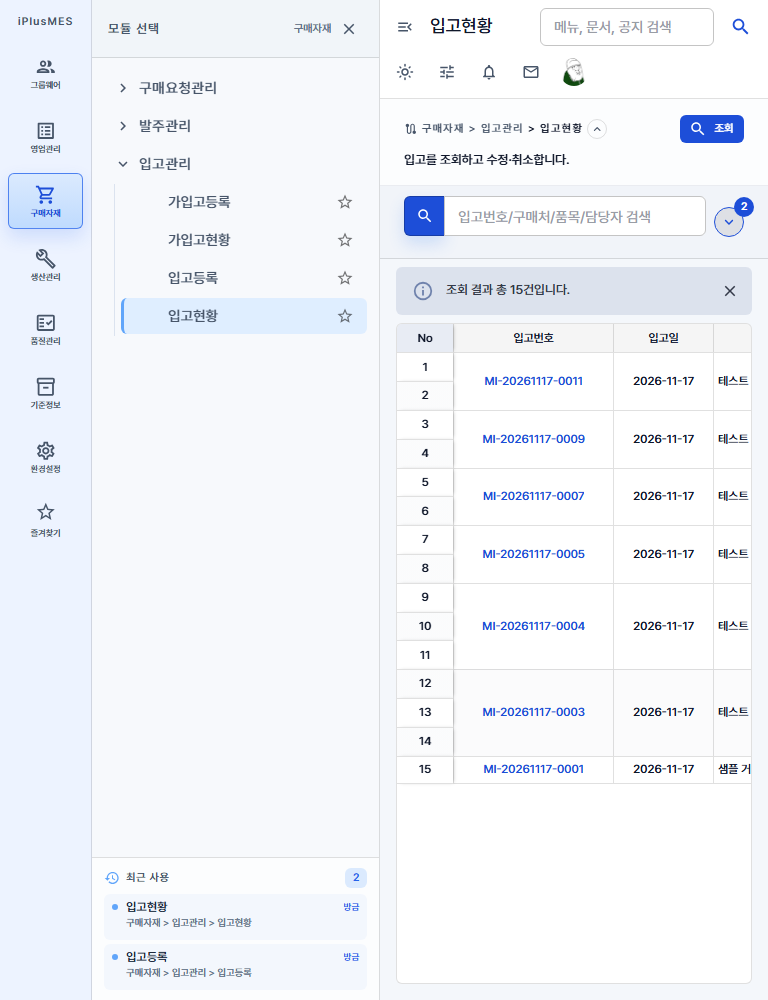 iPlusMES
그룹웨어
영업관리
구매자재
생산관리
품질관리
기준정보
환경설정
즐겨찾기
모듈 선택
구매자재
구매요청관리
발주관리
입고관리
가입고등록
가입고현황
입고등록
입고현황
최근 사용
2
입고현황
방금
구매자재 > 입고관리 > 입고현황
입고등록
방금
구매자재 > 입고관리 > 입고등록
입고현황
메뉴, 문서, 공지 검색
구매자재 > 입고관리 > 입고현황
조회
입고를 조회하고 수정·취소합니다.
입고번호/구매처/품목/담당자 검색
2
조회 결과 총 15건입니다.
No 입고번호 입고일
1
MI-20261117-0011 2026-11-17 테스트
2
3
MI-20261117-0009 2026-11-17 테스트
4
5
MI-20261117-0007 2026-11-17 테스트
6
7
MI-20261117-0005 2026-11-17 테스트
8
9
10 MI-20261117-0004 2026-11-17 테스트
11
12
13 MI-20261117-0003 2026-11-17 테스트
14
15 MI-20261117-0001 2026-11-17 샘플 거